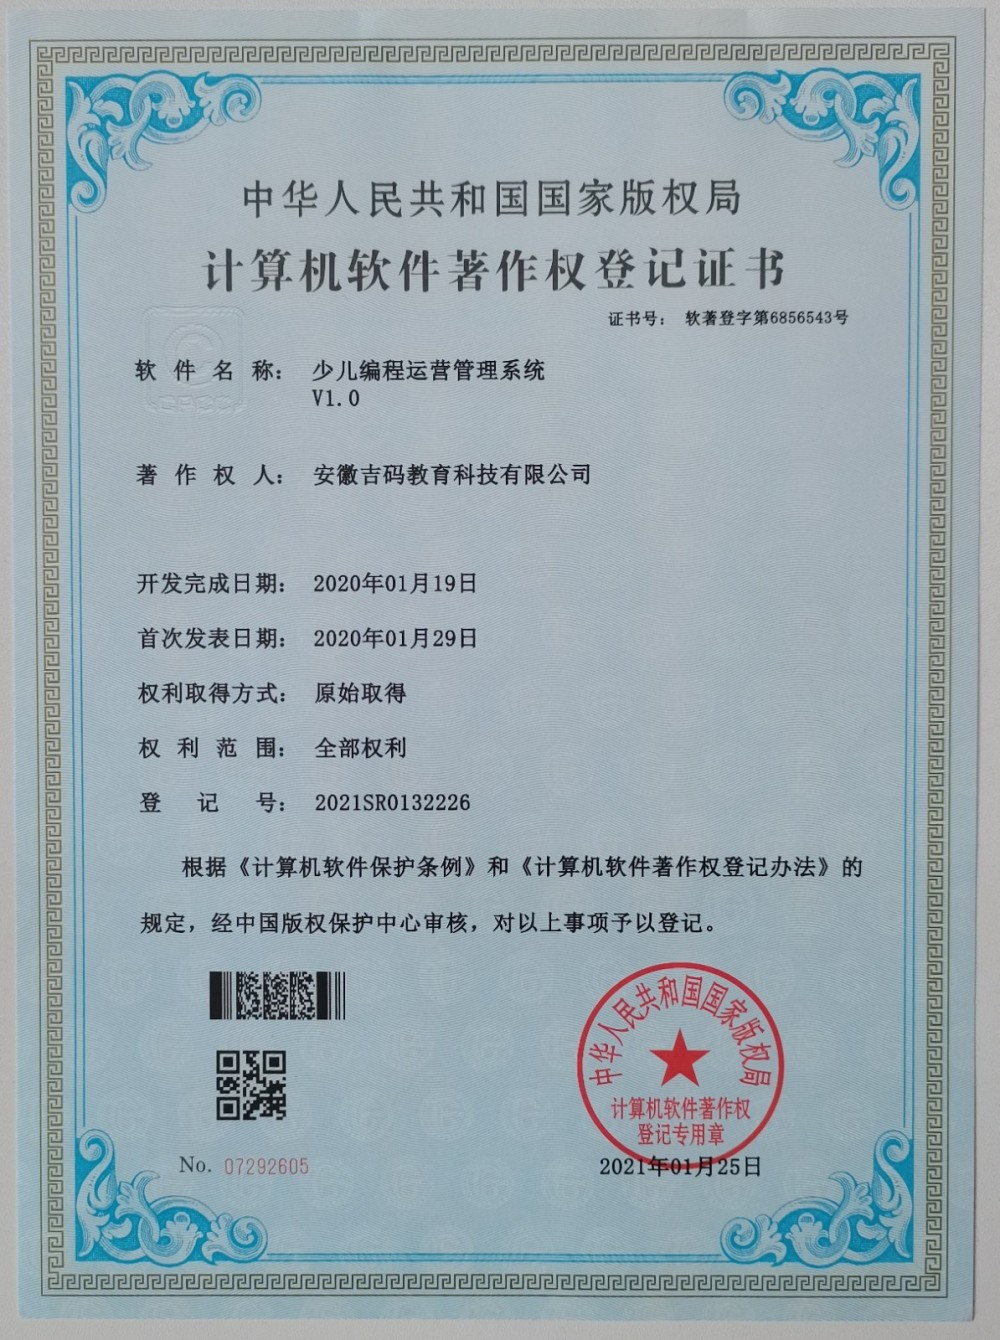 中华人民共和国国家版权局
计算机软件著作权登记证书
证书号： 软著登字第6856543号
软件名称： 少儿编程运营管理系统
V1.0
著作权人： 安徽吉码教育科技有限公司
开发完成日期： 2020年01月19日
首次发表日期： 2020年01月29日
权利取得方式： 原始取得
权利范围： 全部权利
登记号： 2021SR0132226
根据《计算机软件保护条例》和《计算机软件著作权登记办法》的
规定，经中国版权保护中心审核，对以上事项予以登记。
中华人民共和国国家版权局
计算机软件著作权
登记专用章
No. 07292605
2021年01月25日